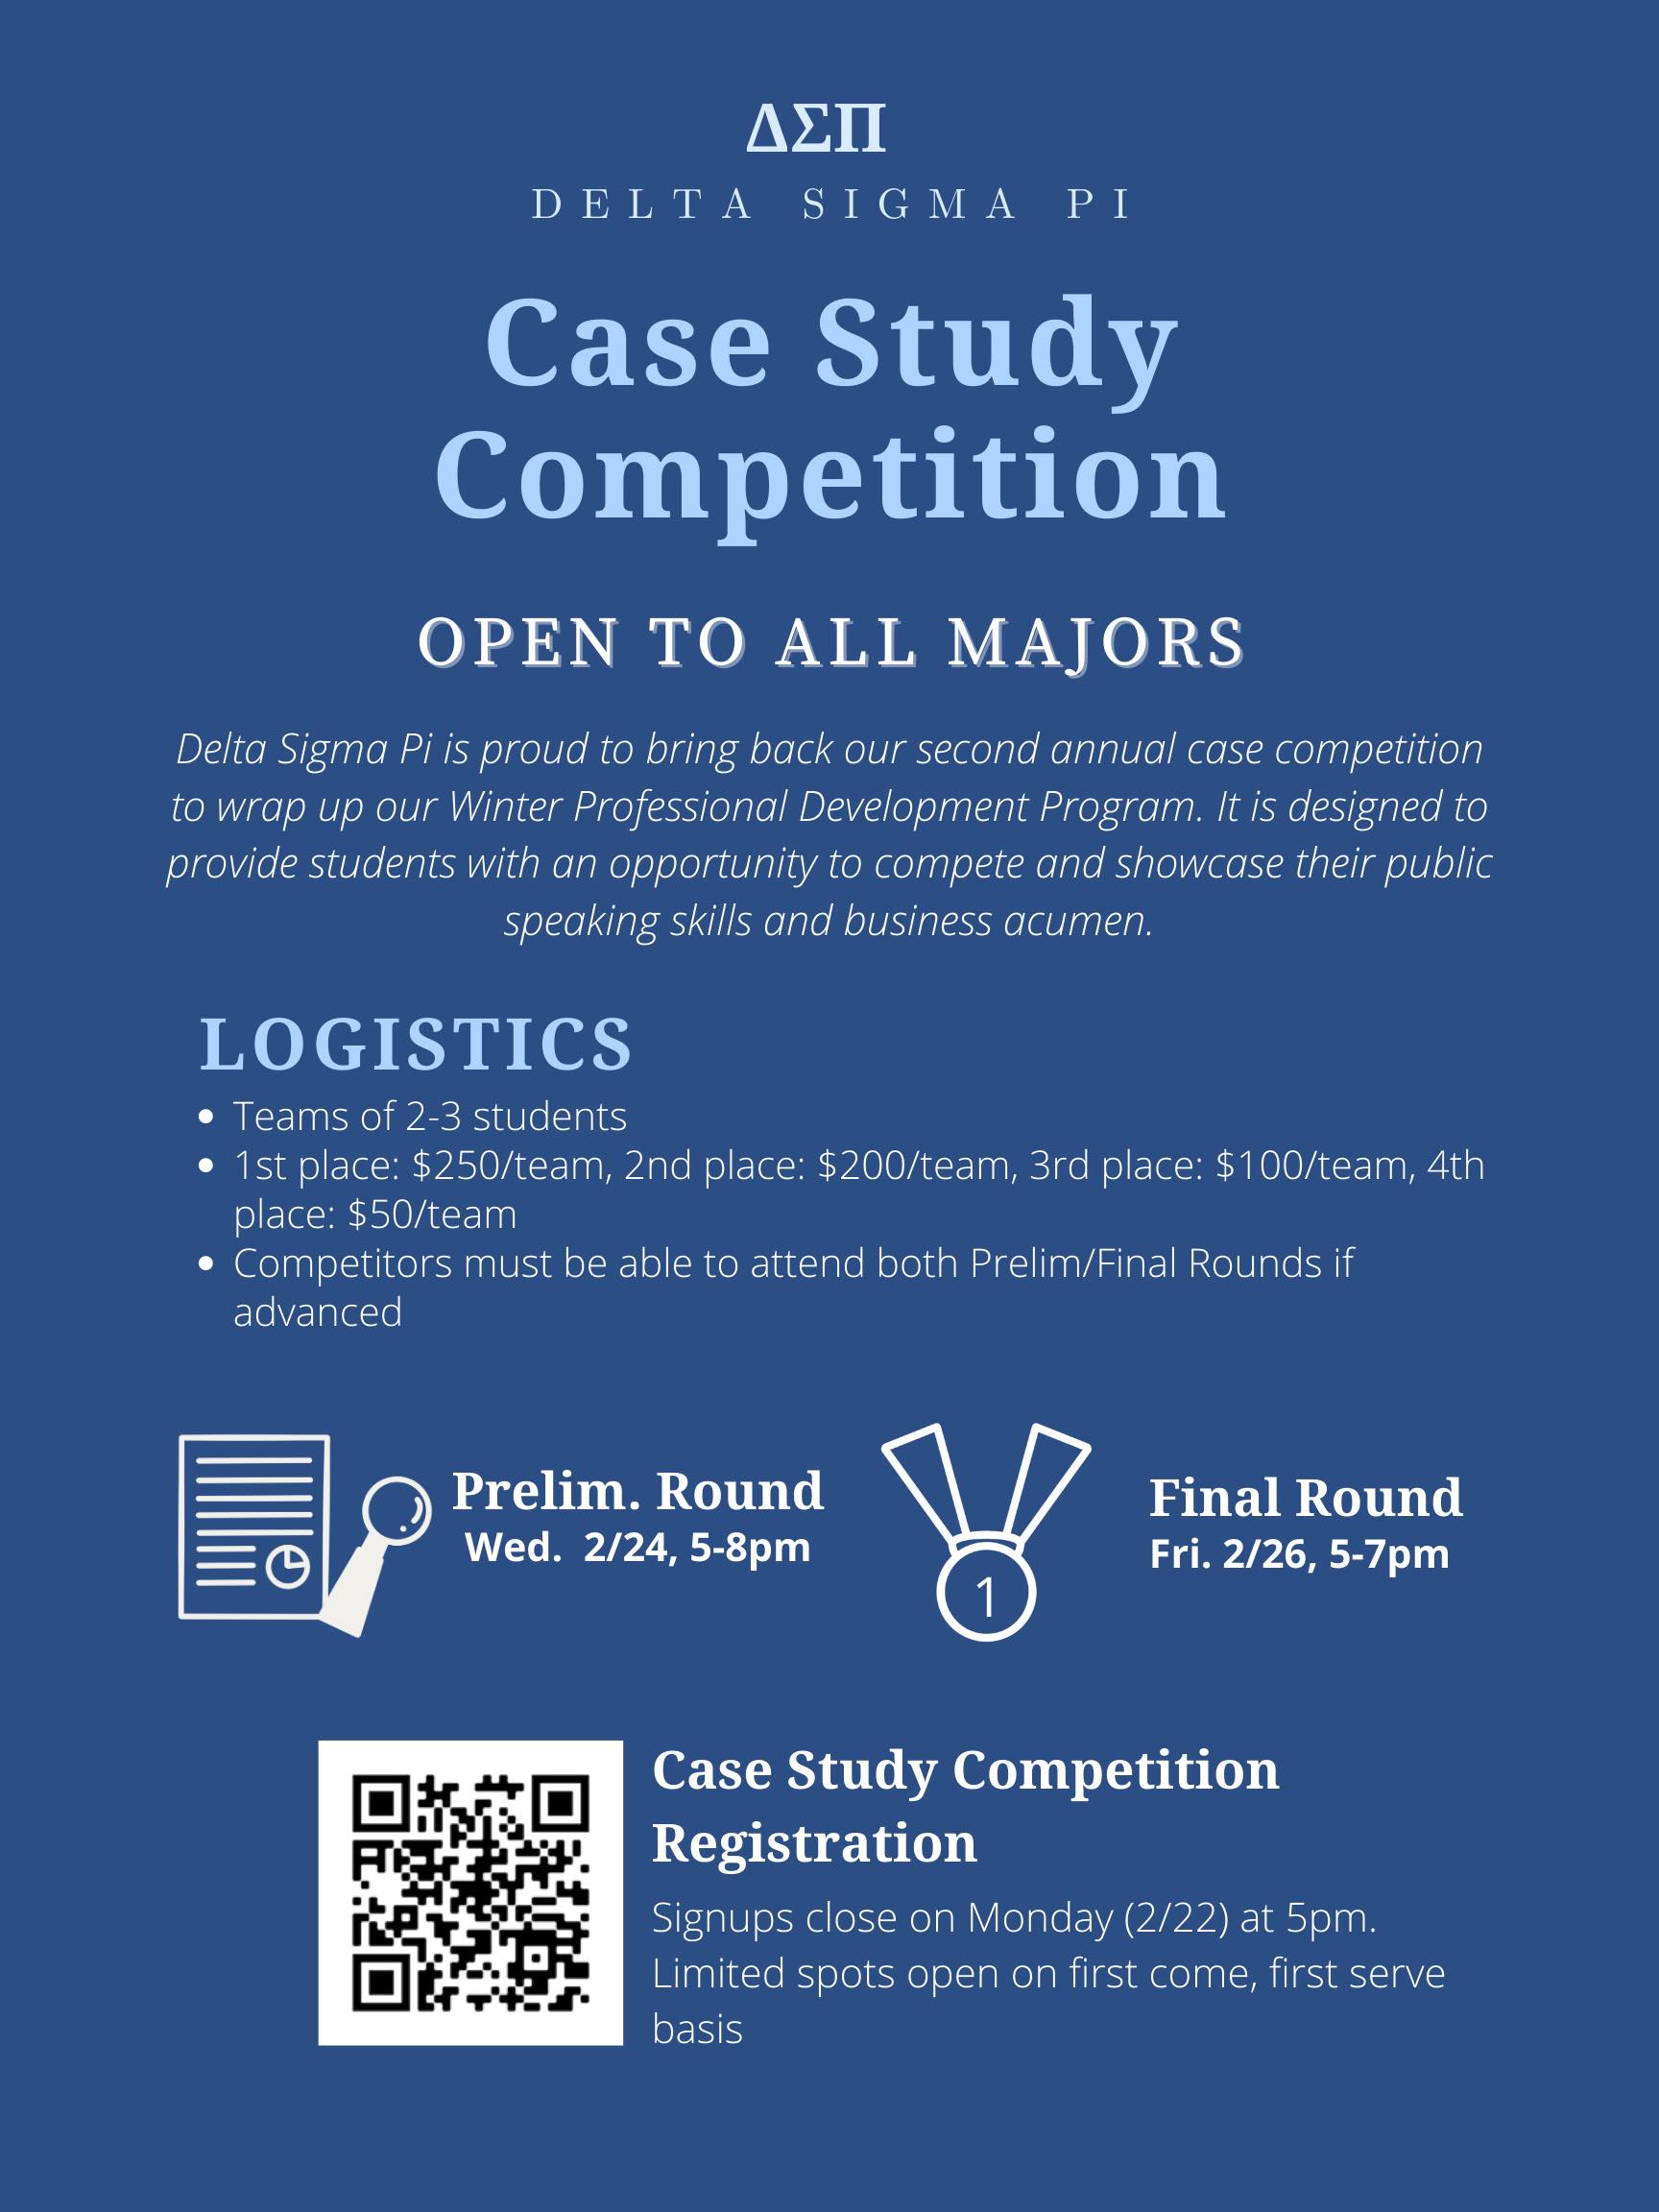 ΔΣΠ
DELTA SIGMA PI
Case Study
Competition
OPEN TO ALL MAJORS
Delta Sigma Pi is proud to bring back our second annual case competition
to wrap up our Winter Professional Development Program. It is designed to
provide students with an opportunity to compete and showcase their public
speaking skills and business acumen.
LOGISTICS
• Teams of 2-3 students
• 1st place: $250/team, 2nd place: $200/team, 3rd place: $100/team, 4th
place: $50/team
• Competitors must be able to attend both Prelim/Final Rounds if
advanced
Prelim. Round
Wed. 2/24, 5-8pm
1
Final Round
Fri. 2/26, 5-7pm
Case Study Competition
Registration
Signups close on Monday (2/22) at 5pm.
Limited spots open on first come, first serve
basis